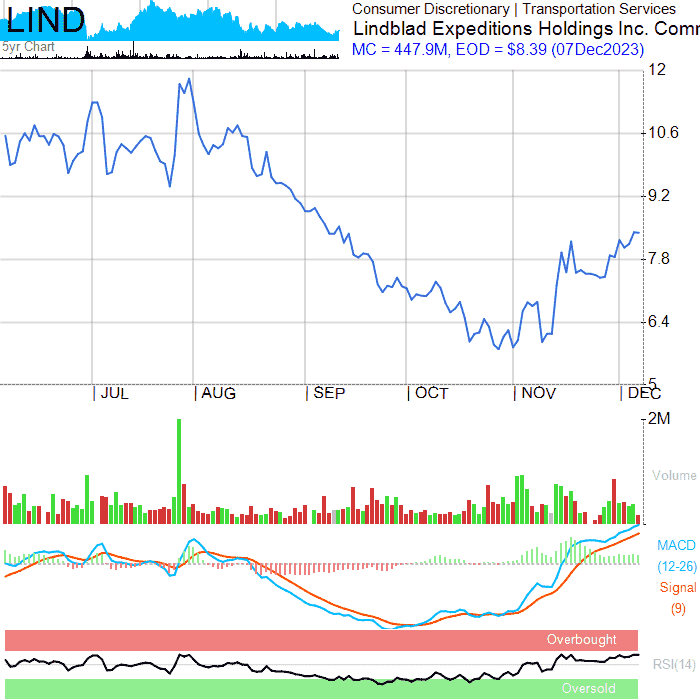 LIND
5yr Chart
Consumer Discretionary | Transportation Services
Lindblad Expeditions Holdings Inc. Comm
MC = 447.9M, EOD = $8.39 (07Dec2023)
12
10.6
9.2
7.8
6.4
5
JUL AUG SEP OCT NOV DEC
2M
Volume
MACD
(12-26)
Signal
(9)
Overbought
RSI(14)
Oversold